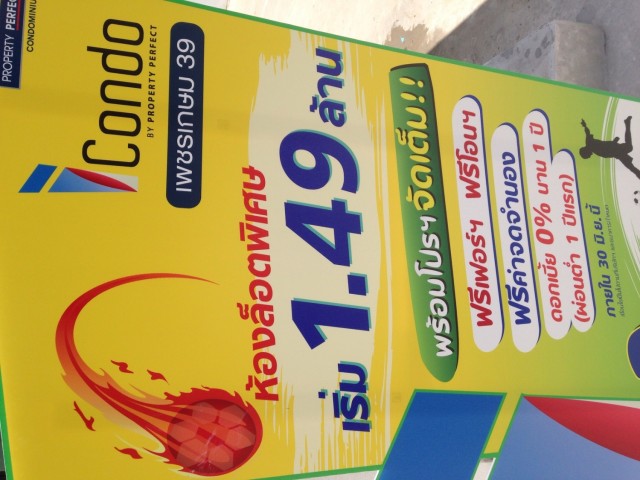 PROPERTY PERFECT
CONDOMINIUM
iCondo
BY PROPERTY PERFECT
เพชรเกษม 39
ห้องล็อตพิเศษ
เริ่ม 1.49 ล้าน
พร้อมโปรฯ จัดเต็ม!!
ฟรีเฟอร์ฯ ฟรีโอนฯ
ฟรีค่าจดจำนอง
ดอกเบี้ย 0% นาน 1 ปี
(ผ่อนต่ำ 1 ปีแรก)
ภายใน 30 มิ.ย.นี้